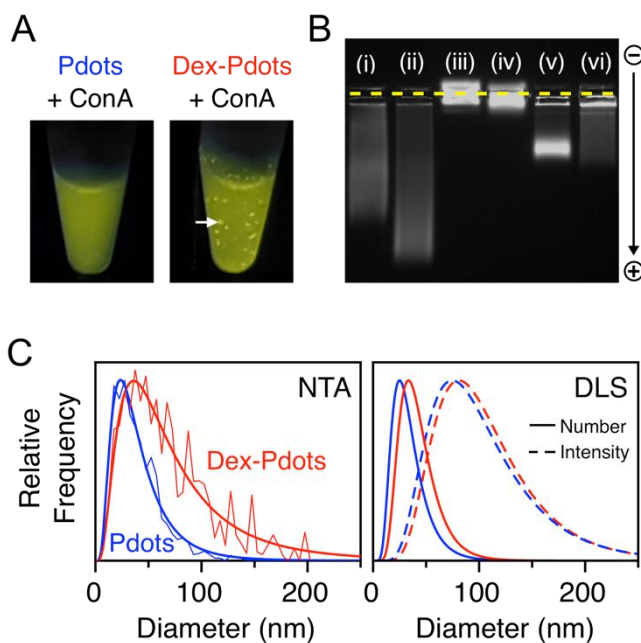 A
Pdots
+ ConA
Dex-Pdots
+ ConA
B
(i) (ii) (iii) (iv) (v) (vi)
−
+
C
Relative
Frequency
NTA
Dex-Pdots
Pdots
0 100 200
Diameter (nm)
DLS
Number
Intensity
0 100 200
Diameter (nm)